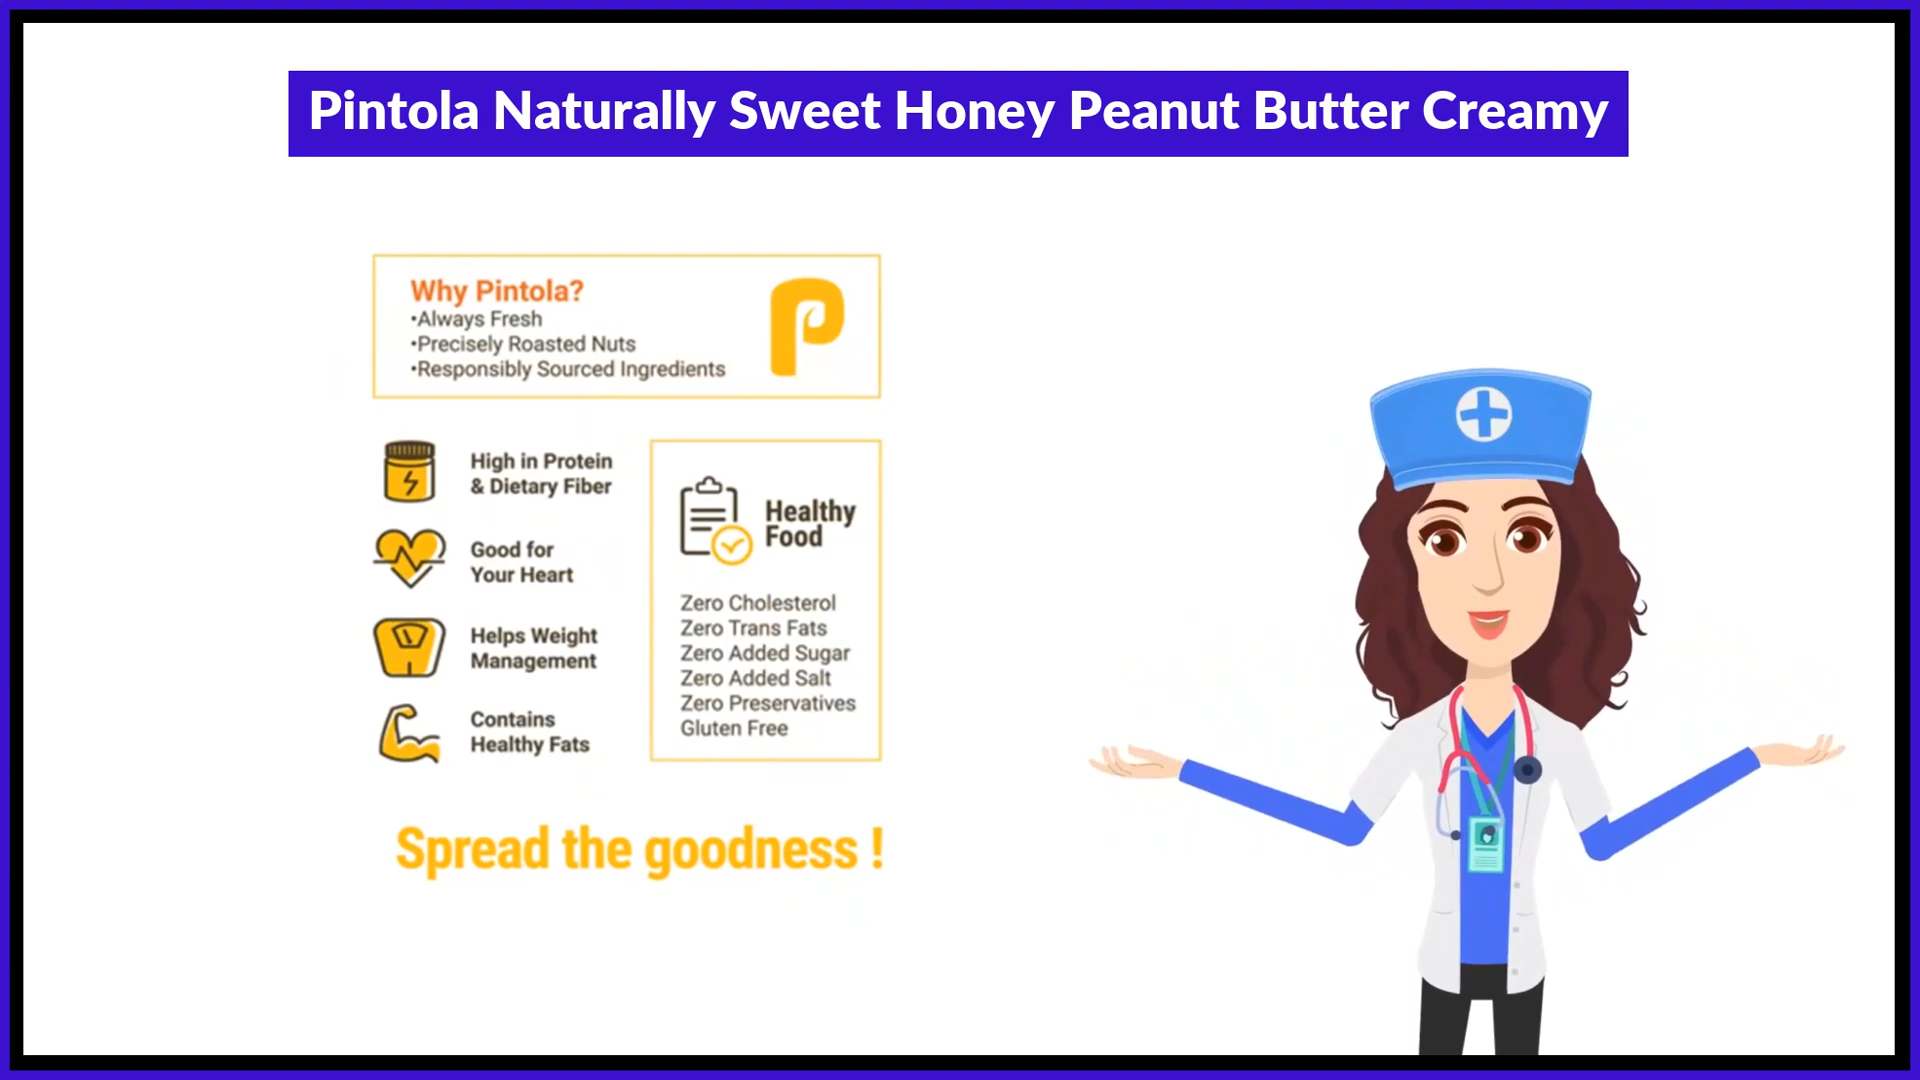 Pintola Naturally Sweet Honey Peanut Butter Creamy
Why Pintola?
•Always Fresh
•Precisely Roasted Nuts
•Responsibly Sourced Ingredients
High in Protein
& Dietary Fiber
Good for
Your Heart
Helps Weight
Management
Contains
Healthy Fats
Healthy
Food
Zero Cholesterol
Zero Trans Fats
Zero Added Sugar
Zero Added Salt
Zero Preservatives
Gluten Free
Spread the goodness !